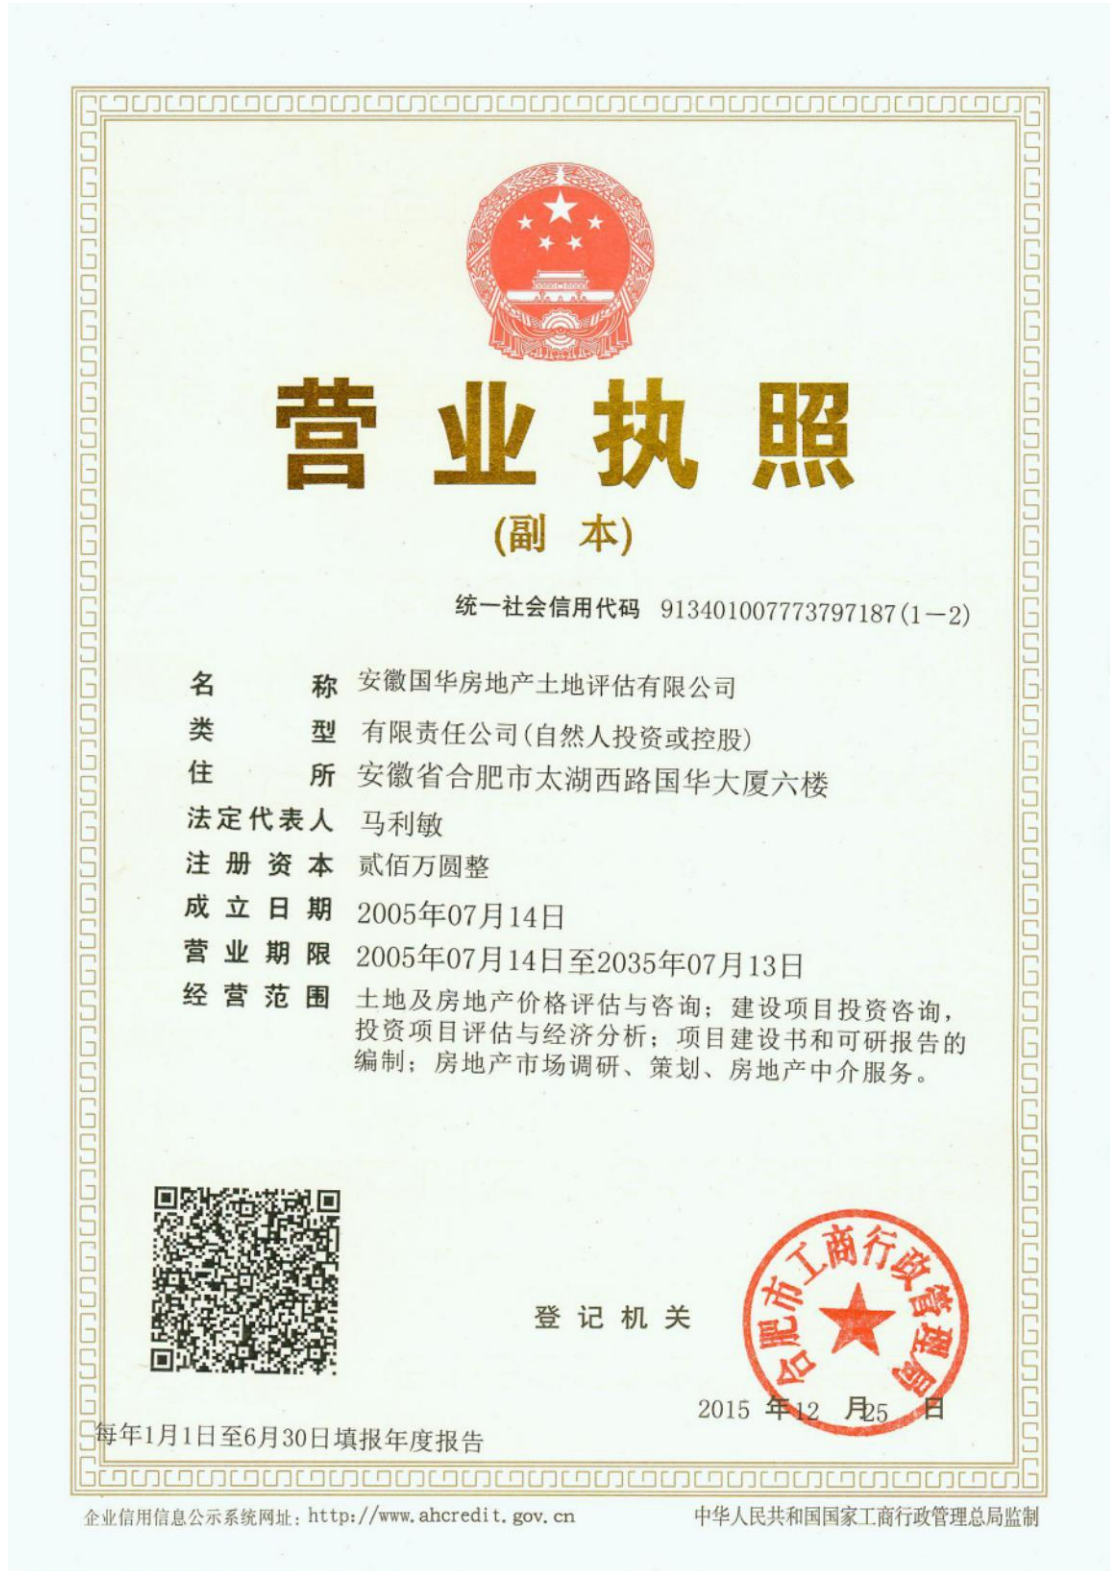 营业执照
(副 本)
统一社会信用代码 913401007773797187(1-2)
名称 安徽国华房地产土地评估有限公司
类型 有限责任公司(自然人投资或控股)
住所 安徽省合肥市太湖西路国华大厦六楼
法定代表人 马利敏
注册资本 贰佰万圆整
成立日期 2005年07月14日
营业期限 2005年07月14日至2035年07月13日
经营范围 土地及房地产价格评估与咨询；建设项目投资咨询，
投资项目评估与经济分析；项目建设书和可研报告的
编制；房地产市场调研、策划、房地产中介服务。
合肥市工商行政管理局
登记机关
2015 年12 月25 日
每年1月1日至6月30日填报年度报告
企业信用信息公示系统网址：http://www.ahcredit.gov.cn
中华人民共和国国家工商行政管理总局监制